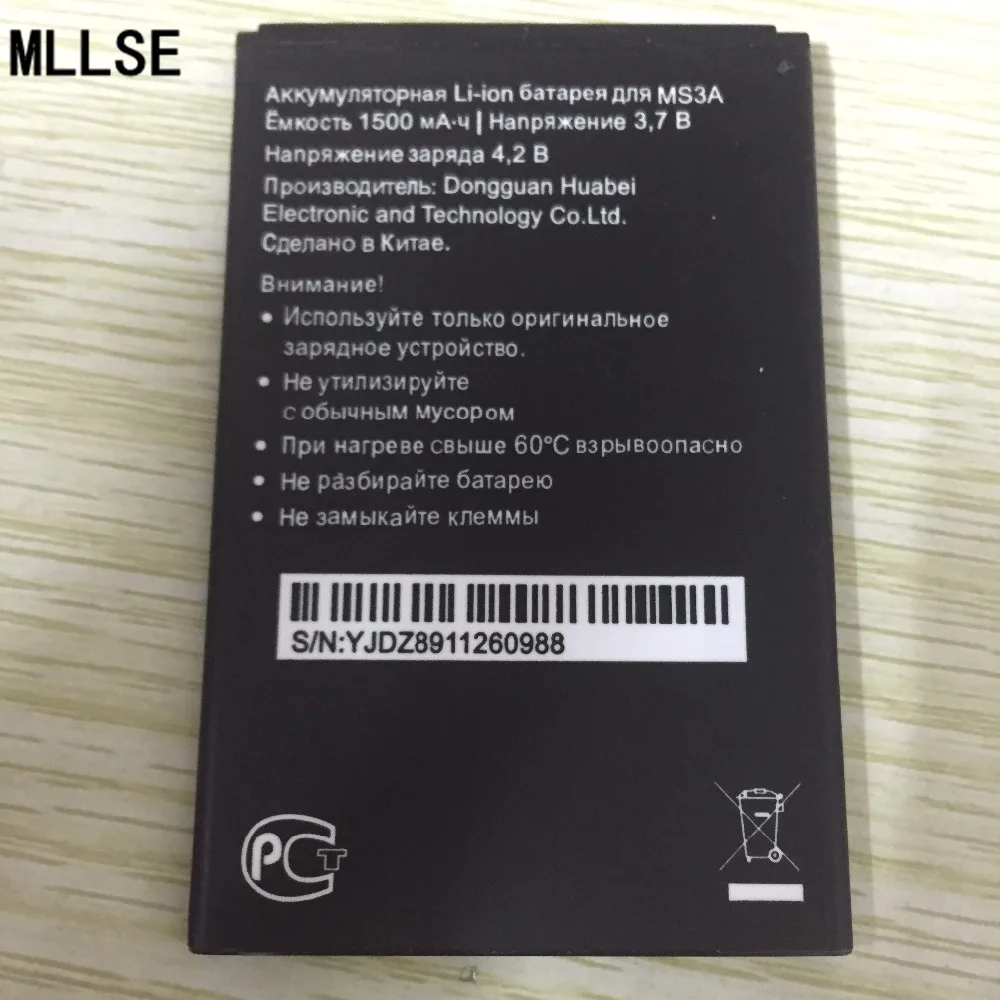 MLLSE
Аккумуляторная Li-ion батарея для MS3A
Ёмкость 1500 мА·ч | Напряжение 3,7 В
Напряжение заряда 4,2 В
Производитель: Dongguan Huabei
Electronic and Technology Co.Ltd.
Сделано в Китае.
Внимание!
• Используйте только оригинальное
зарядное устройство.
• Не утилизируйте
с обычным мусором
• При нагреве свыше 60°C взрывоопасно
• Не разбирайте батарею
• Не замыкайте клеммы
S/N:YJDZ8911260988
РСТ